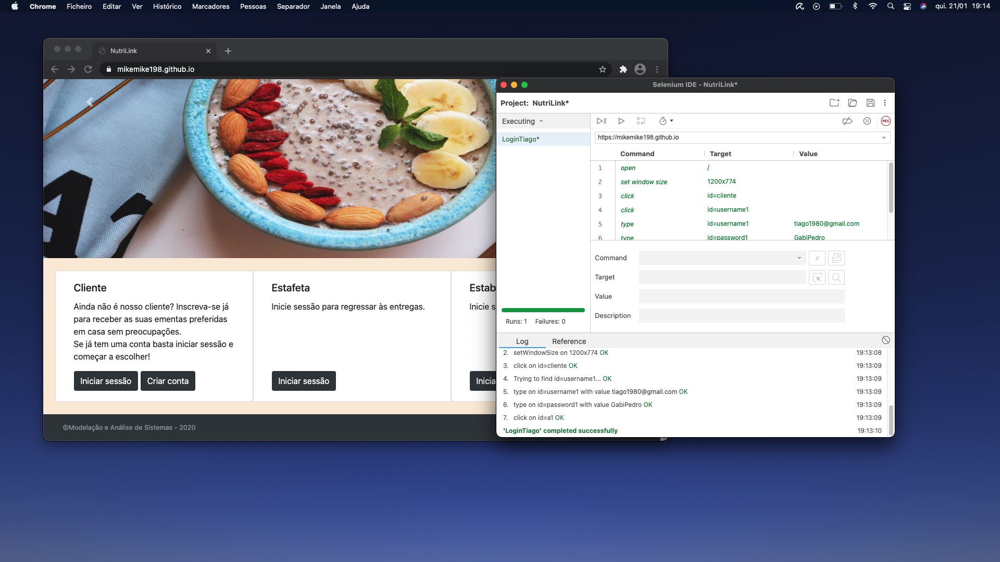 Chrome Ficheiro Editar Ver Histórico Marcadores Pessoas Separador Janela Ajuda qui. 21/01 19:14
NutriLink
mikemike198.github.io
Cliente
Ainda não é nosso cliente? Inscreva-se já
para receber as suas ementas preferidas
em casa sem preocupações.
Se já tem uma conta basta iniciar sessão e
começar a escolher!
Iniciar sessão Criar conta
Estafeta
Inicie sessão para regressar às entregas.
Iniciar sessão
Estab
Inicie s
Inicia
©Modelação e Análise de Sistemas - 2020
Selenium IDE - NutriLink*
Project: NutriLink*
Executing
REC
LoginTiago*
https://mikemike198.github.io
Command Target Value
1 open /
2 set window size 1200x774
3 click id=cliente
4 click id=username1
5 type id=username1 tiago1980@gmail.com
6 type id=password1 GabiPedro
Command //
Target
Value
Description
Runs: 1 Failures: 0
Log Reference
2. setWindowSize on 1200x774 OK 19:13:08
3. click on id=cliente OK 19:13:09
4. Trying to find id=username1... OK 19:13:09
5. type on id=username1 with value tiago1980@gmail.com OK 19:13:09
6. type on id=password1 with value GabiPedro OK 19:13:09
7. click on id=a1 OK 19:13:09
'LoginTiago' completed successfully 19:13:10